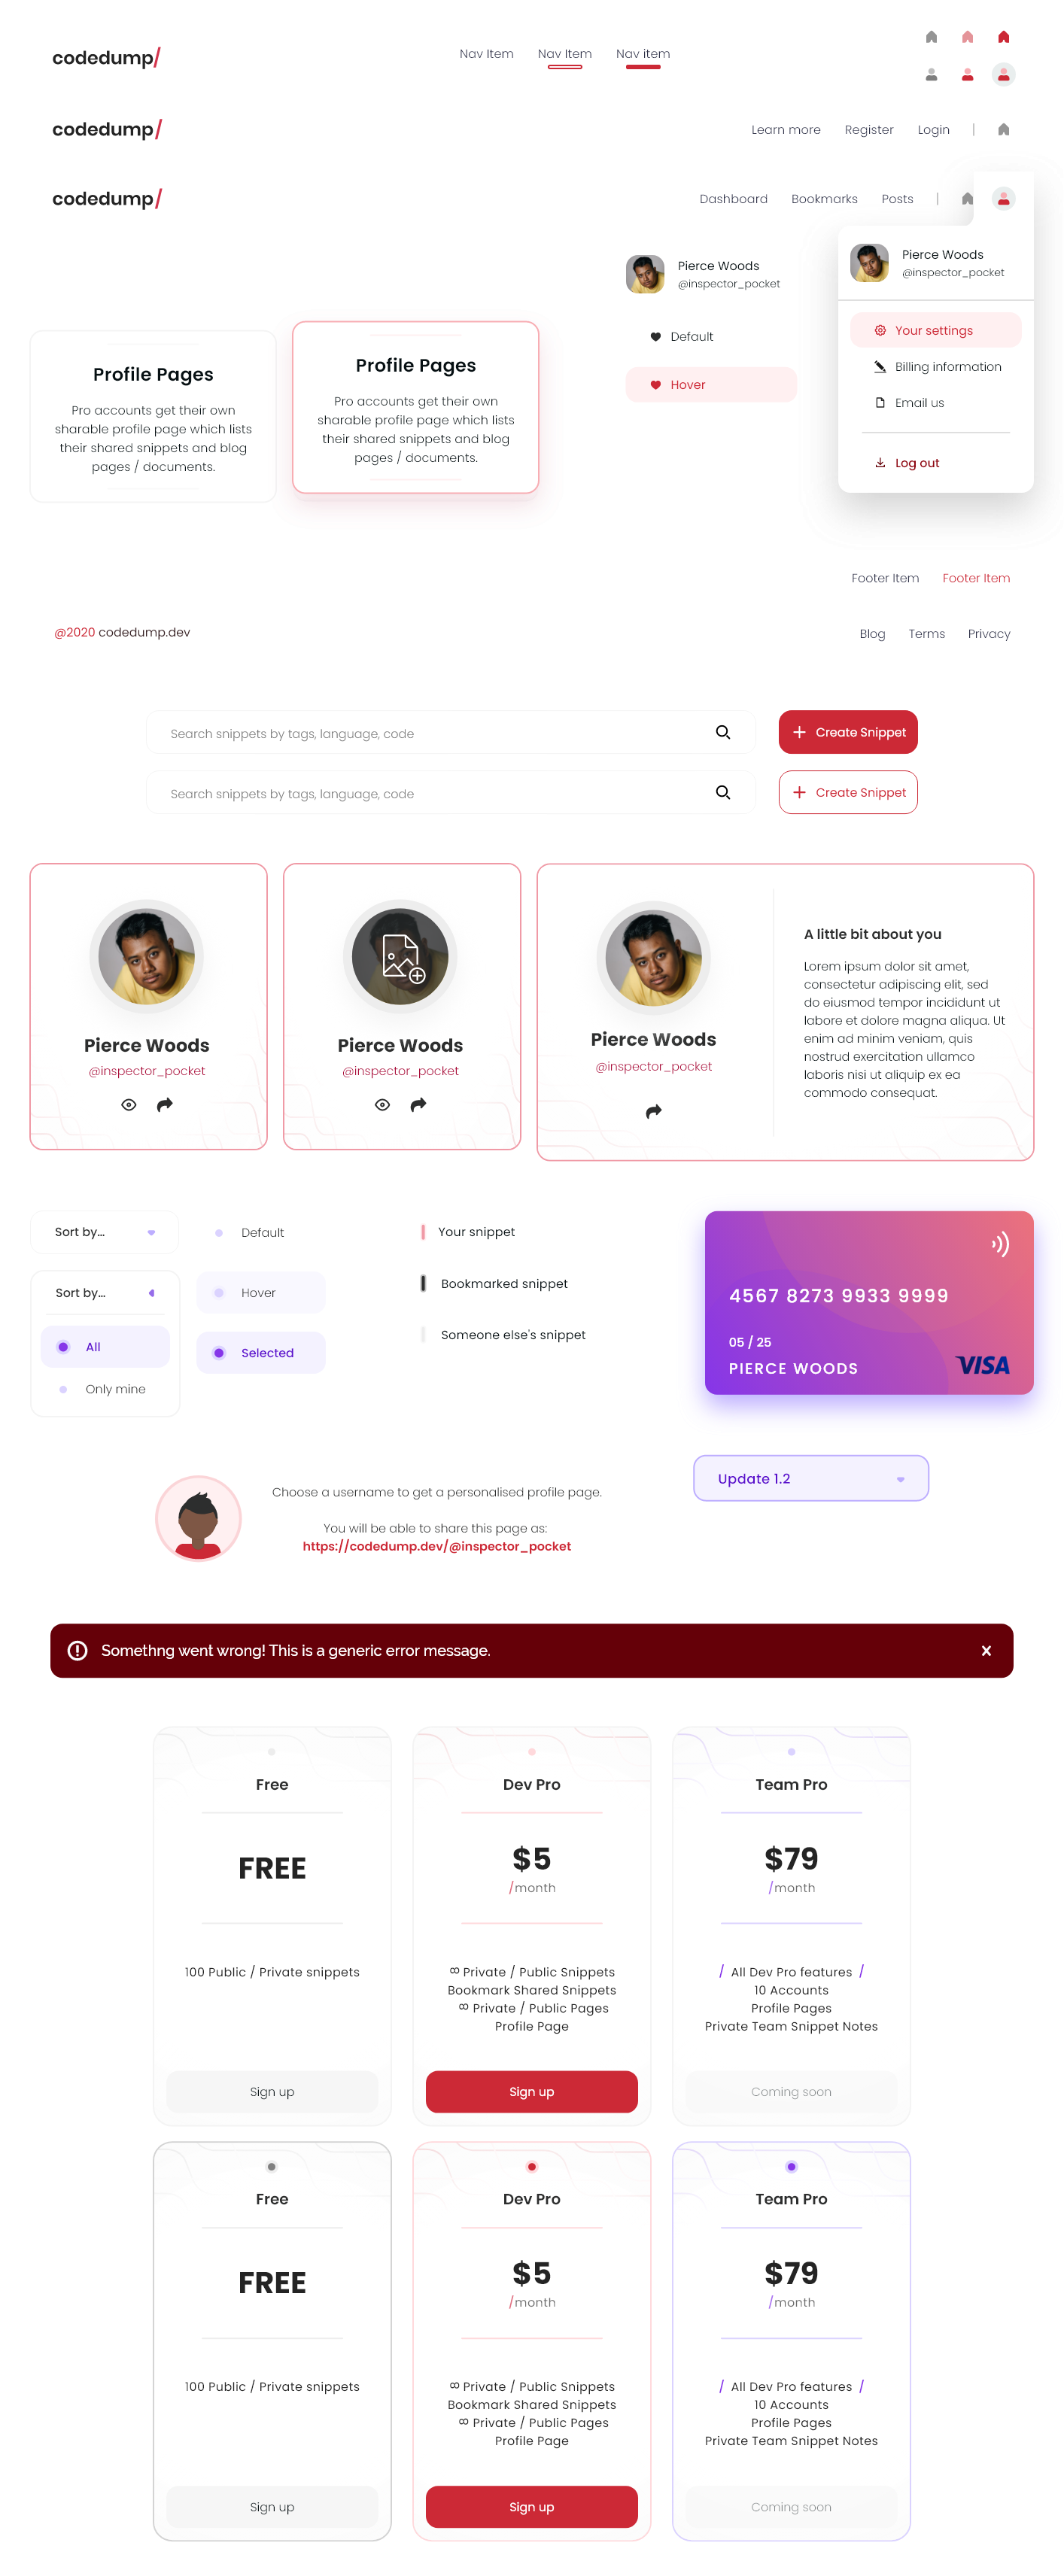 codedump/
Nav Item
Nav Item
Nav item
codedump/
Learn more
Register
Login
codedump/
Dashboard
Bookmarks
Posts
Pierce Woods
@inspector_pocket
Default
Hover
Pierce Woods
@inspector_pocket
Your settings
Billing information
Email us
Log out
Profile Pages
Pro accounts get their own
sharable profile page which lists
their shared snippets and blog
pages / documents.
Profile Pages
Pro accounts get their own
sharable profile page which lists
their shared snippets and blog
pages / documents.
Footer Item
Footer Item
@2020 codedump.dev
Blog
Terms
Privacy
Search snippets by tags, language, code
Create Snippet
Search snippets by tags, language, code
Create Snippet
Pierce Woods
@inspector_pocket
Pierce Woods
@inspector_pocket
Pierce Woods
@inspector_pocket
A little bit about you
Lorem ipsum dolor sit amet,
consectetur adipiscing elit, sed
do eiusmod tempor incididunt ut
labore et dolore magna aliqua. Ut
enim ad minim veniam, quis
nostrud exercitation ullamco
laboris nisi ut aliquip ex ea
commodo consequat.
Sort by...
Sort by...
All
Only mine
Default
Hover
Selected
Your snippet
Bookmarked snippet
Someone else's snippet
4567 8273 9933 9999
05 / 25
PIERCE WOODS
VISA
Update 1.2
Choose a username to get a personalised profile page.
You will be able to share this page as:
https://codedump.dev/@inspector_pocket
Somethng went wrong! This is a generic error message.
Free
FREE
100 Public / Private snippets
Sign up
Dev Pro
$5
/month
∞ Private / Public Snippets
Bookmark Shared Snippets
∞ Private / Public Pages
Profile Page
Sign up
Team Pro
$79
/month
/ All Dev Pro features /
10 Accounts
Profile Pages
Private Team Snippet Notes
Coming soon
Free
FREE
100 Public / Private snippets
Sign up
Dev Pro
$5
/month
∞ Private / Public Snippets
Bookmark Shared Snippets
∞ Private / Public Pages
Profile Page
Sign up
Team Pro
$79
/month
/ All Dev Pro features /
10 Accounts
Profile Pages
Private Team Snippet Notes
Coming soon